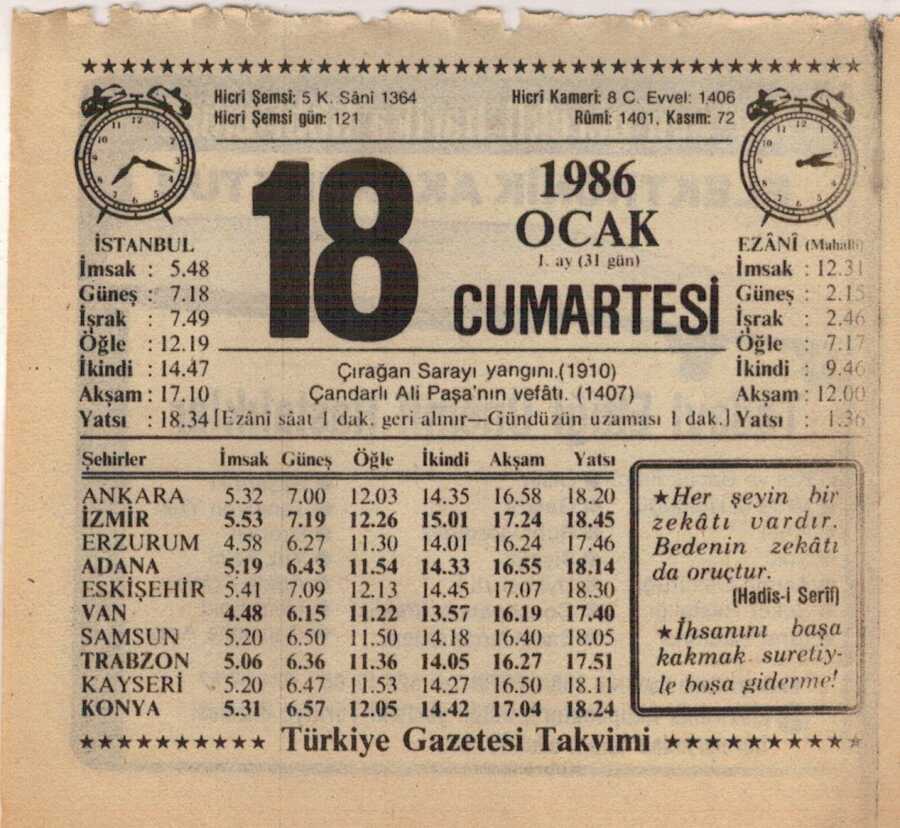 Hicrî Şemsi: 5 K. Sâni 1364
Hicri Şemsi gün: 121
Hicrî Kameri: 8 C. Evvel: 1406
Rûmi: 1401, Kasım: 72
18
1986
OCAK
1. ay (31 gün)
CUMARTESİ
İSTANBUL
İmsak : 5.48
Güneş : 7.18
İşrak : 7.49
Öğle : 12.19
İkindi : 14.47
Akşam : 17.10
Yatsı : 18.34
EZÂNÎ (Mahalli)
İmsak : 12.31
Güneş : 2.15
İşrak : 2.46
Öğle : 7.17
İkindi : 9.46
Akşam : 12.00
Yatsı : 1.36
Çırağan Sarayı yangını.(1910)
Çandarlı Ali Paşa'nın vefâtı. (1407)
[Ezânî sâat 1 dak. geri alınır—Gündüzün uzaması 1 dak.]
Şehirler İmsak Güneş Öğle İkindi Akşam Yatsı
ANKARA 5.32 7.00 12.03 14.35 16.58 18.20
İZMİR 5.53 7.19 12.26 15.01 17.24 18.45
ERZURUM 4.58 6.27 11.30 14.01 16.24 17.46
ADANA 5.19 6.43 11.54 14.33 16.55 18.14
ESKİŞEHİR 5.41 7.09 12.13 14.45 17.07 18.30
VAN 4.48 6.15 11.22 13.57 16.19 17.40
SAMSUN 5.20 6.50 11.50 14.18 16.40 18.05
TRABZON 5.06 6.36 11.36 14.05 16.27 17.51
KAYSERİ 5.20 6.47 11.53 14.27 16.50 18.11
KONYA 5.31 6.57 12.05 14.42 17.04 18.24
★Her şeyin bir
zekâtı vardır.
Bedenin zekâtı
da oruçtur.
(Hadîs-i Şerîf)
★İhsanını başa
kakmak suretiy-
le boşa giderme!
★★★★★★★★★★ Türkiye Gazetesi Takvimi ★★★★★★★★★★